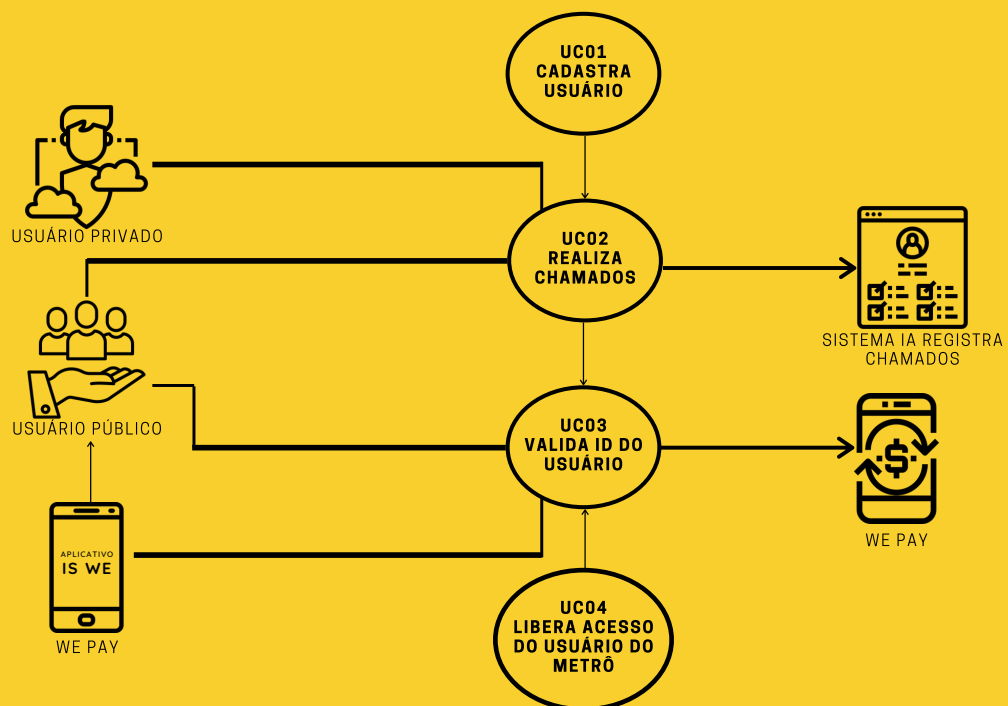 UC01
CADASTRA
USUÁRIO
USUÁRIO PRIVADO
UC02
REALIZA
CHAMADOS
SISTEMA IA REGISTRA
CHAMADOS
USUÁRIO PÚBLICO
UC03
VALIDA ID DO
USUÁRIO
$
WE PAY
APLICATIVO
IS WE
WE PAY
UC04
LIBERA ACESSO
DO USUÁRIO DO
METRÔ